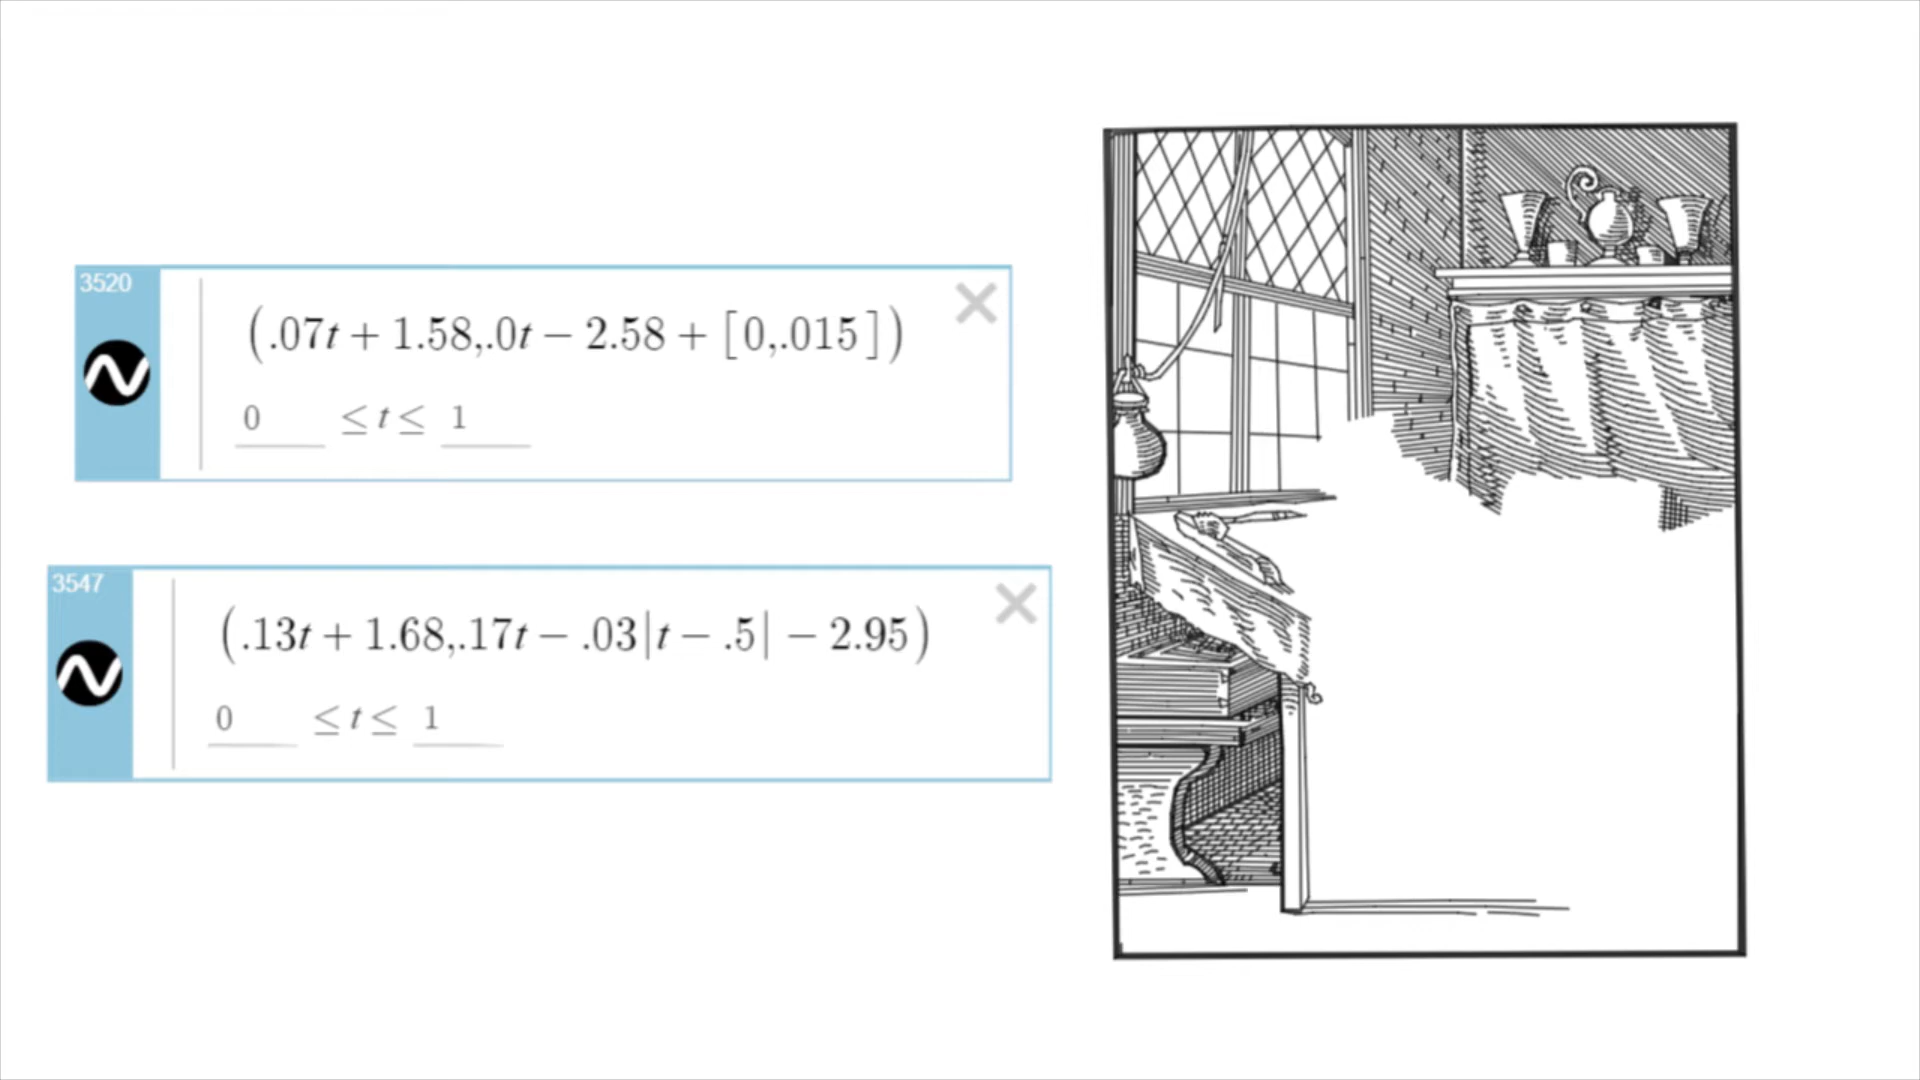 3520
(.07t + 1.58,.0t − 2.58 + [0,.015])
0 ≤ t ≤ 1
3547
(.13t + 1.68,.17t − .03|t − .5| − 2.95)
0 ≤ t ≤ 1